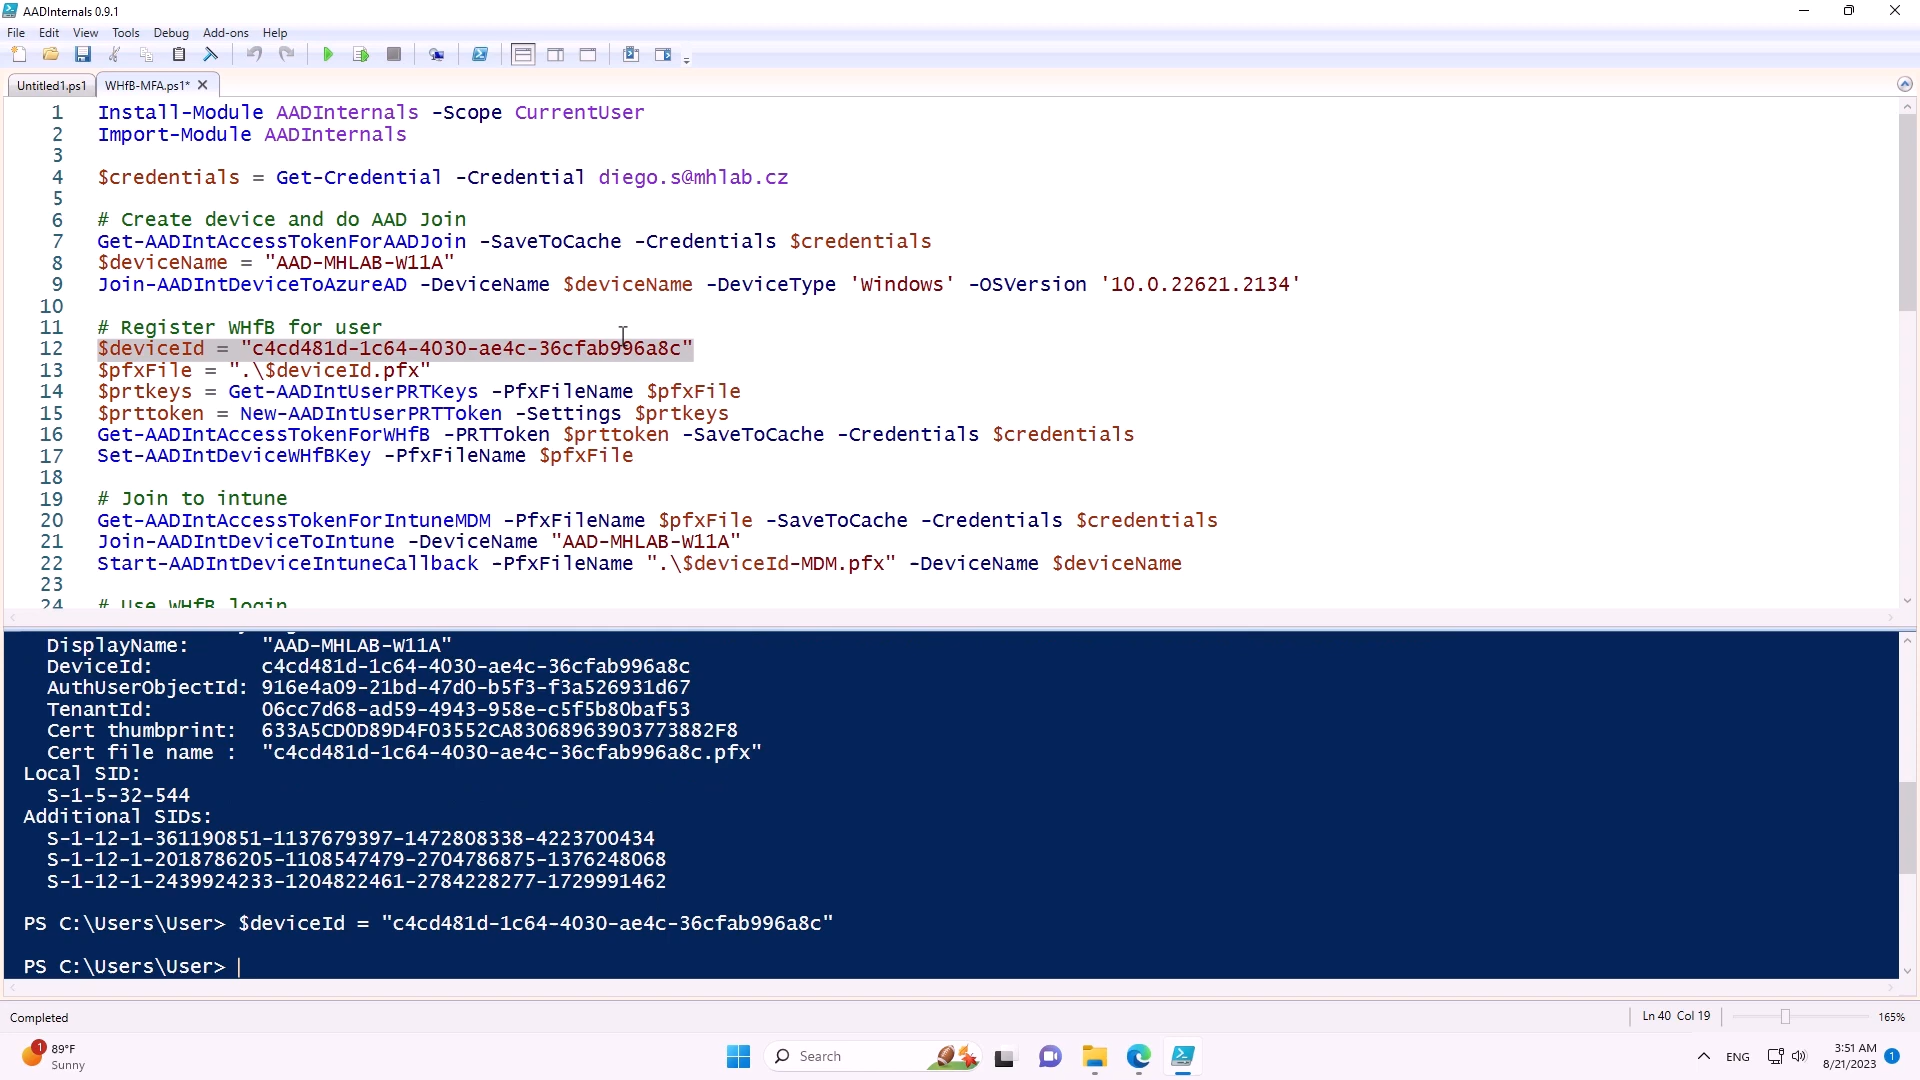 AADInternals 0.9.1
File Edit View Tools Debug Add-ons Help
Untitled1.ps1 WHfB-MFA.ps1*
1 Install-Module AADInternals -Scope CurrentUser
2 Import-Module AADInternals
3
4 $credentials = Get-Credential -Credential diego.s@mhlab.cz
5
6 # Create device and do AAD Join
7 Get-AADIntAccessTokenForAADJoin -SaveToCache -Credentials $credentials
8 $deviceName = "AAD-MHLAB-W11A"
9 Join-AADIntDeviceToAzureAD -DeviceName $deviceName -DeviceType 'Windows' -OSVersion '10.0.22621.2134'
10
11 # Register WHfB for user
12 $deviceId = "c4cd481d-1c64-4030-ae4c-36cfab996a8c"
13 $pfxFile = ".\$deviceId.pfx"
14 $prtkeys = Get-AADIntUserPRTKeys -PfxFileName $pfxFile
15 $prttoken = New-AADIntUserPRTToken -Settings $prtkeys
16 Get-AADIntAccessTokenForWHfB -PRTToken $prttoken -SaveToCache -Credentials $credentials
17 Set-AADIntDeviceWHfBKey -PfxFileName $pfxFile
18
19 # Join to intune
20 Get-AADIntAccessTokenForIntuneMDM -PfxFileName $pfxFile -SaveToCache -Credentials $credentials
21 Join-AADIntDeviceToIntune -DeviceName "AAD-MHLAB-W11A"
22 Start-AADIntDeviceIntuneCallback -PfxFileName ".\$deviceId-MDM.pfx" -DeviceName $deviceName
23
24 # Use WHfB login
DisplayName: "AAD-MHLAB-W11A"
DeviceId: c4cd481d-1c64-4030-ae4c-36cfab996a8c
AuthUserObjectId: 916e4a09-21bd-47d0-b5f3-f3a526931d67
TenantId: 06cc7d68-ad59-4943-958e-c5f5b80baf53
Cert thumbprint: 633A5CD0D89D4F03552CA83068963903773882F8
Cert file name : "c4cd481d-1c64-4030-ae4c-36cfab996a8c.pfx"
Local SID:
S-1-5-32-544
Additional SIDs:
S-1-12-1-361190851-1137679397-1472808338-4223700434
S-1-12-1-2018786205-1108547479-2704786875-1376248068
S-1-12-1-2439924233-1204822461-2784228277-1729991462
PS C:\Users\User> $deviceId = "c4cd481d-1c64-4030-ae4c-36cfab996a8c"
PS C:\Users\User>
Completed Ln 40 Col 19 165%
1 89°F
Sunny
Search
ENG
3:51 AM
8/21/2023
1